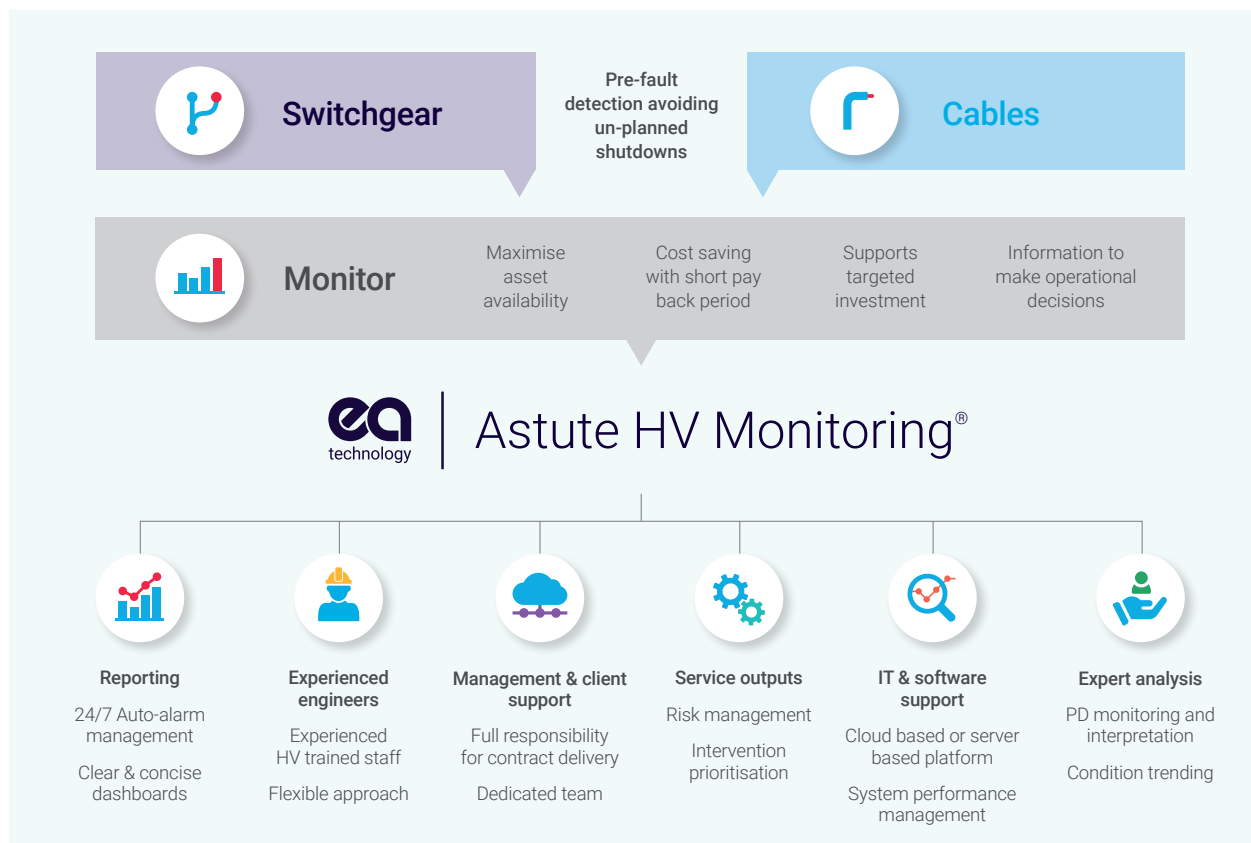 Switchgear
Pre-fault
detection avoiding
un-planned
shutdowns
Cables
Monitor
Maximise
asset
availability
Cost saving
with short pay
back period
Supports
targeted
investment
Information to
make operational
decisions
ea
technology
Astute HV Monitoring®
Reporting
24/7 Auto-alarm
management
Clear & concise
dashboards
Experienced
engineers
Experienced
HV trained staff
Flexible approach
Management & client
support
Full responsibility
for contract delivery
Dedicated team
Service outputs
Risk management
Intervention
prioritisation
IT & software
support
Cloud based or server
based platform
System performance
management
Expert analysis
PD monitoring and
interpretation
Condition trending